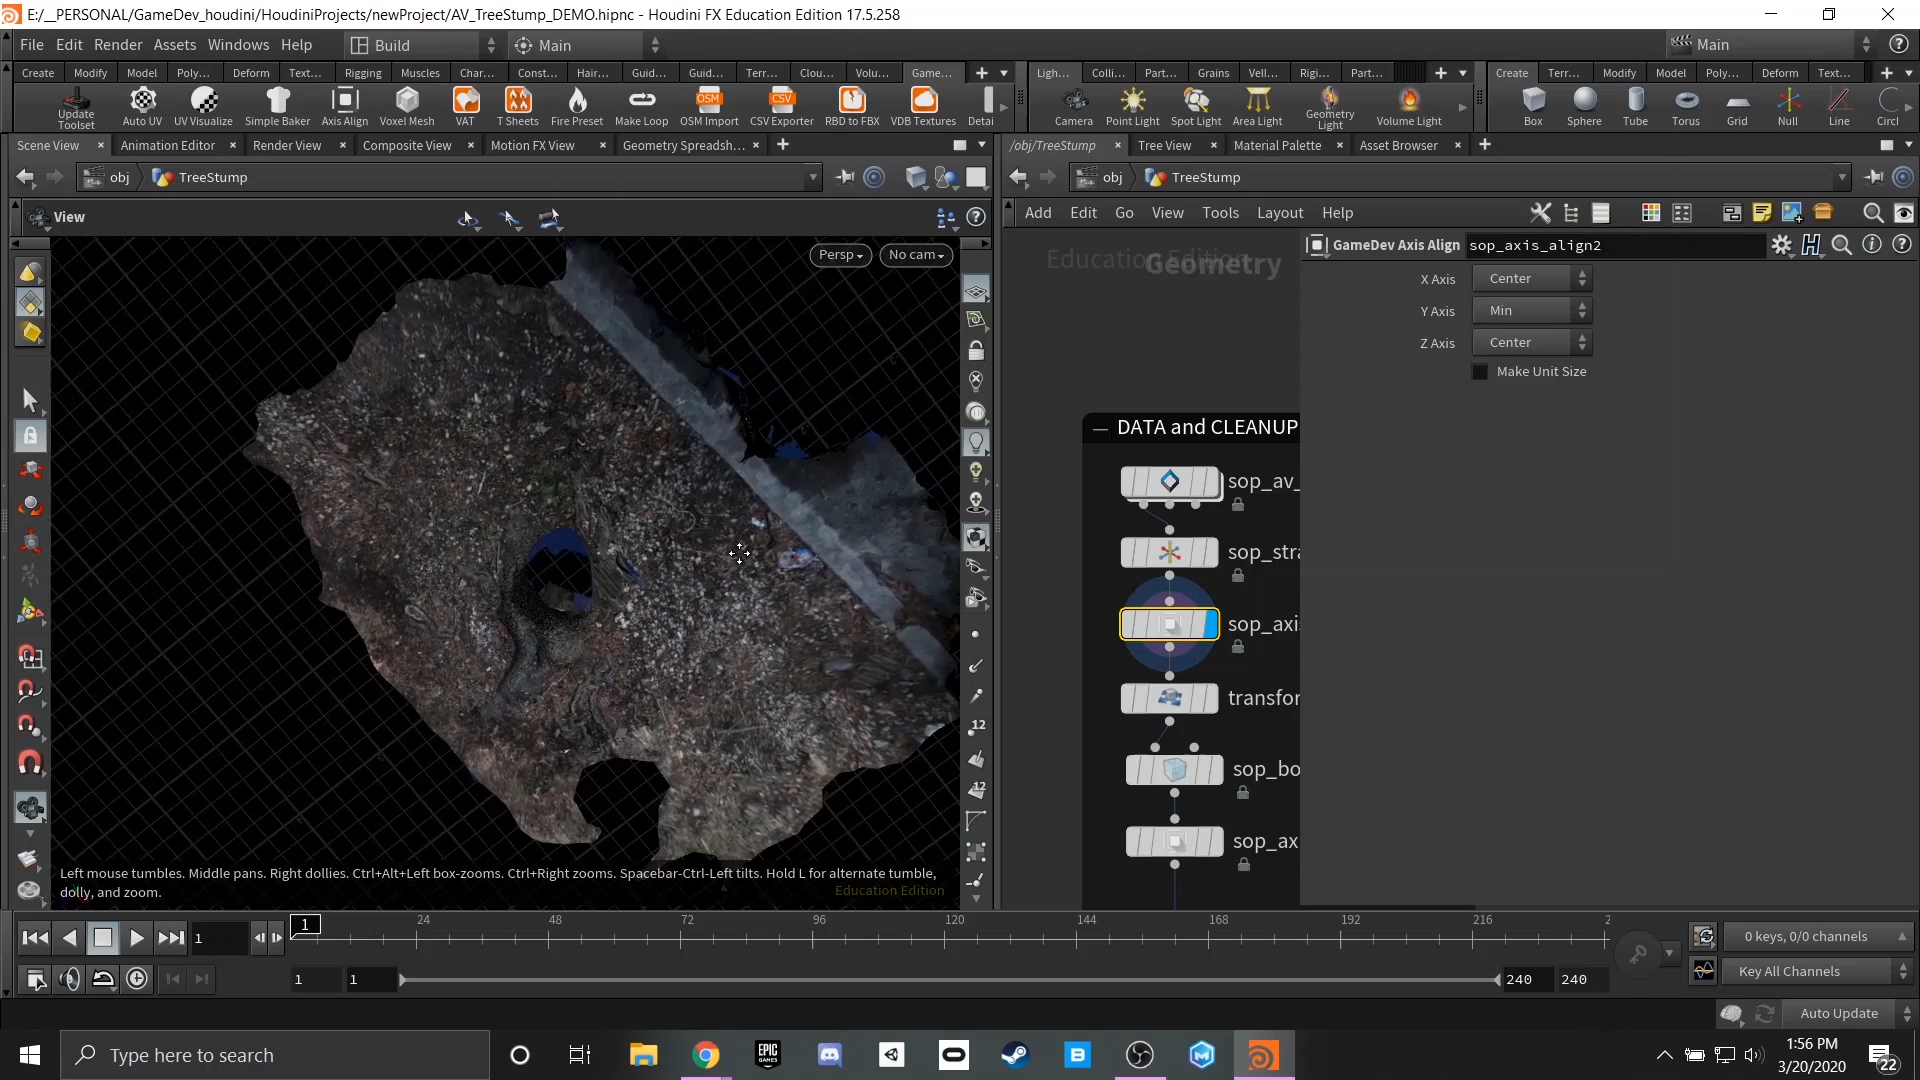 E:/__PERSONAL/GameDev_houdini/HoudiniProjects/newProject/AV_TreeStump_DEMO.hipnc - Houdini FX Education Edition 17.5.258
File Edit Render Assets Windows Help Build Main Main
Create Modify Model Poly... Deform Text... Rigging Muscles Char... Const... Hair... Guid... Guid... Terr... Clou... Volu... Game...
Ligh... Colli... Part... Grains Vell... Rigi... Part...
Create Terr... Modify Model Poly... Deform Text...
Update Toolset Auto UV UV Visualize Simple Baker Axis Align Voxel Mesh VAT T Sheets Fire Preset Make Loop OSM Import CSV Exporter RBD to FBX VDB Textures Detai
OSM CSV
Camera Point Light Spot Light Area Light Geometry Light Volume Light
Box Sphere Tube Torus Grid Null Line Circl
Scene View Animation Editor Render View Composite View Motion FX View Geometry Spreadsh...
/obj/TreeStump Tree View Material Palette Asset Browser
obj TreeStump
obj TreeStump
View
Add Edit Go View Tools Layout Help
Persp No cam
Education Edition
Geometry
GameDev Axis Align sop_axis_align2
X Axis Center
Y Axis Min
Z Axis Center
Make Unit Size
DATA and CLEANUP
sop_av_
sop_stra
sop_axis
transfor
sop_bo
sop_ax
12
12
Left mouse tumbles. Middle pans. Right dollies. Ctrl+Alt+Left box-zooms. Ctrl+Right zooms. Spacebar-Ctrl-Left tilts. Hold L for alternate tumble,
dolly, and zoom.
Education Edition
1 1 24 48 72 96 120 144 168 192 216 2
0 keys, 0/0 channels
1 1 240 240
Key All Channels
Auto Update
Type here to search
EPIC GAMES
1:56 PM
3/20/2020
22